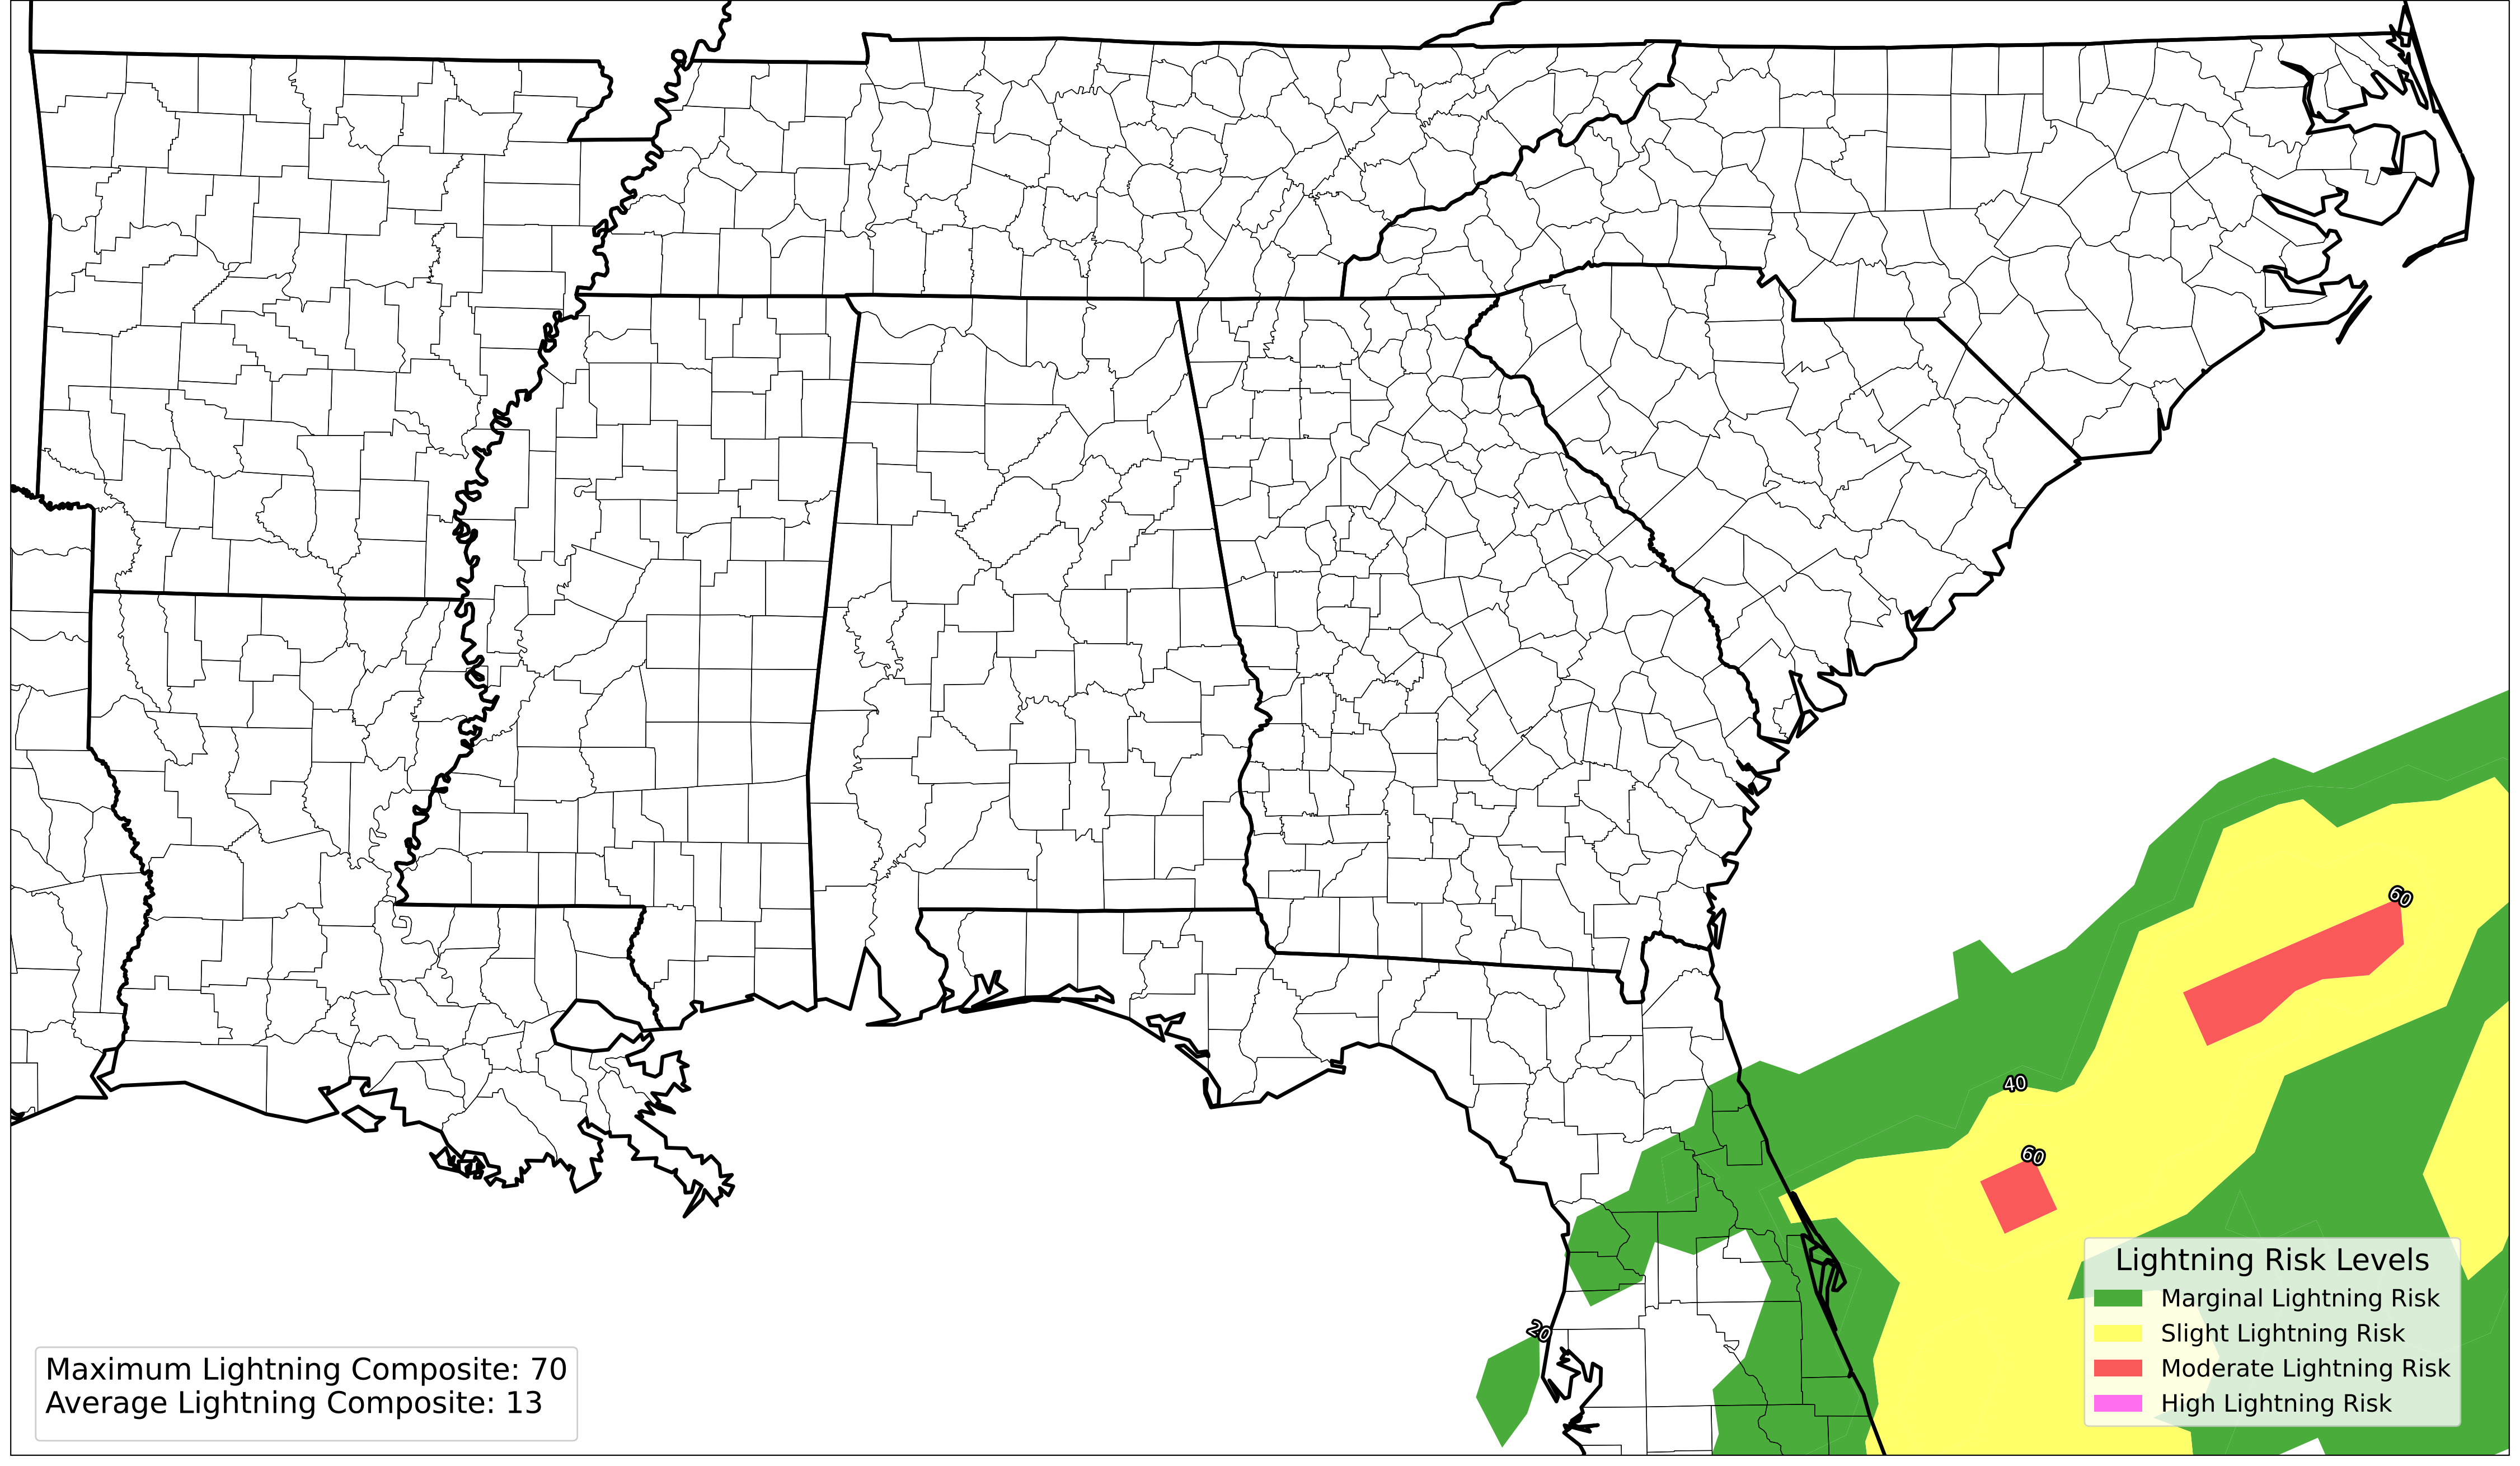 60
40
60
20
Lightning Risk Levels
Marginal Lightning Risk
Slight Lightning Risk
Moderate Lightning Risk
High Lightning Risk
Maximum Lightning Composite: 70
Average Lightning Composite: 13